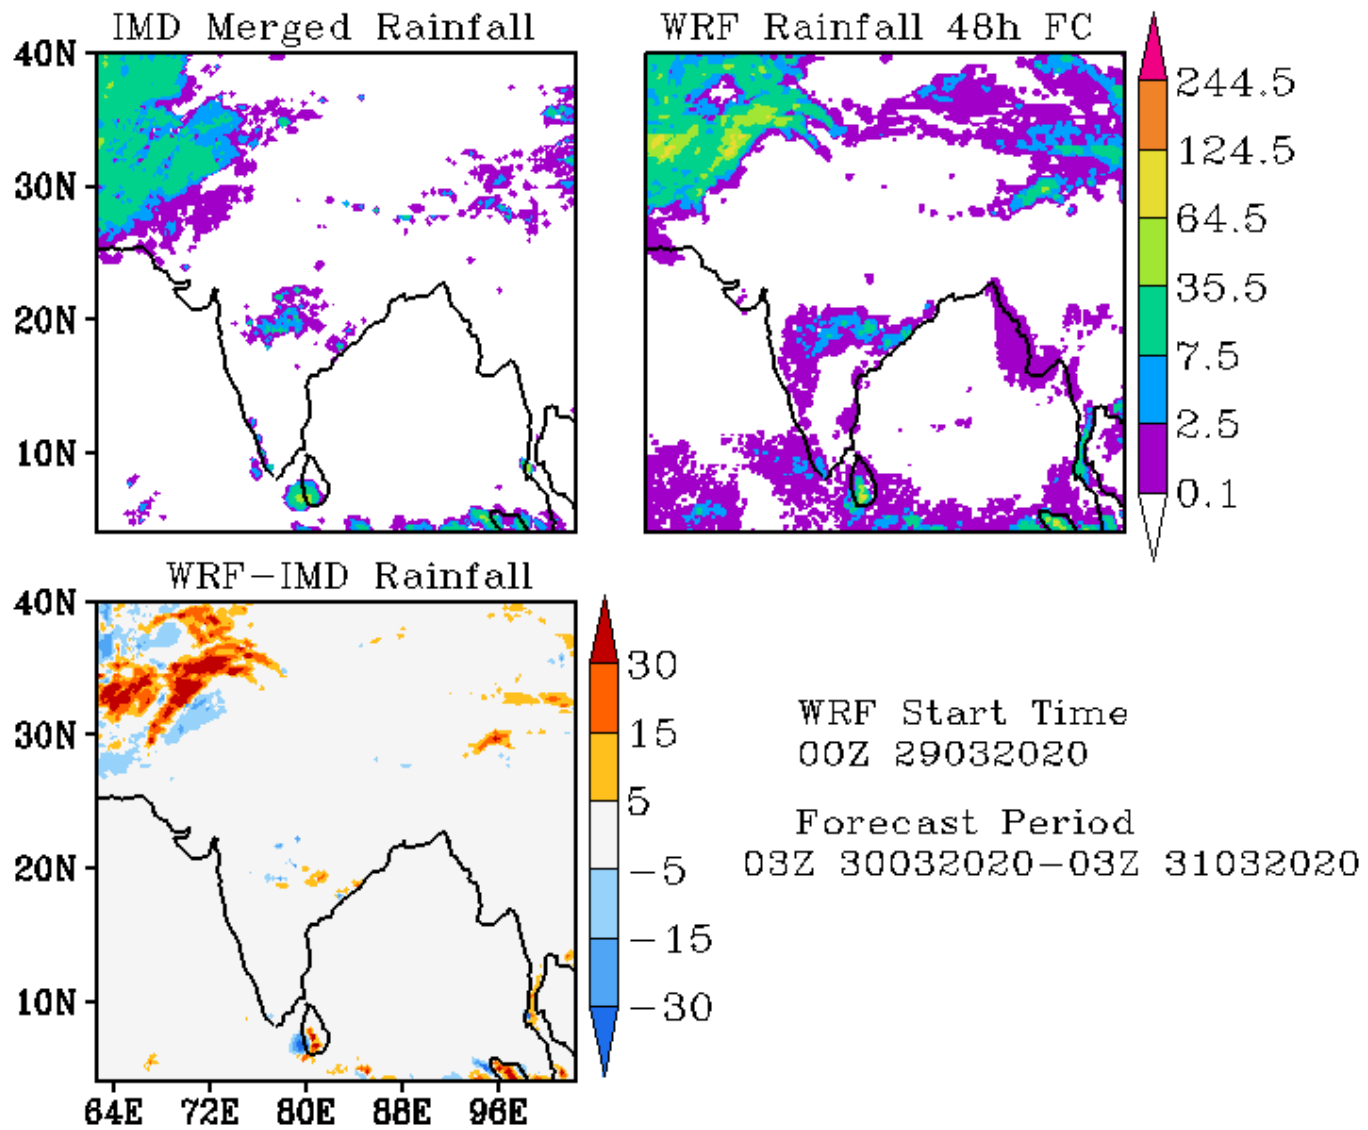 IMD Merged Rainfall
WRF Rainfall 48h FC
40N
30N
20N
10N
244.5
124.5
64.5
35.5
7.5
2.5
0.1
WRF-IMD Rainfall
40N
30N
20N
10N
64E 72E 80E 88E 96E
30
15
5
-5
-15
-30
WRF Start Time
00Z 29032020
Forecast Period
03Z 30032020-03Z 31032020